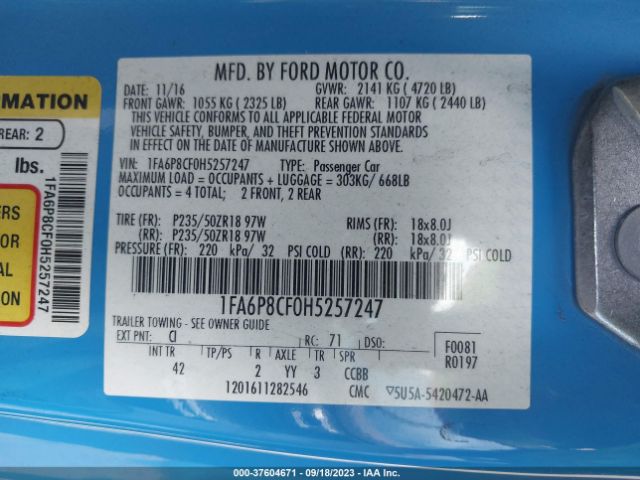 MFD. BY FORD MOTOR CO.
DATE: 11/16 GVWR: 2141 KG ( 4720 LB)
FRONT GAWR: 1055 KG ( 2325 LB) REAR GAWR: 1107 KG ( 2440 LB)
THIS VEHICLE CONFORMS TO ALL APPLICABLE FEDERAL MOTOR
VEHICLE SAFETY, BUMPER, AND THEFT PREVENTION STANDARDS
IN EFFECT ON THE DATE OF MANUFACTURE SHOWN ABOVE.
VIN: 1FA6P8CF0H5257247 TYPE: Passenger Car
MAXIMUM LOAD = OCCUPANTS + LUGGAGE = 303KG/ 668LB
OCCUPANTS = 4 TOTAL; 2 FRONT, 2 REAR
TIRE (FR): P235/50ZR18 97W RIMS (FR): 18x8.0J
(RR): P235/50ZR18 97W (RR): 18x8.0J
PRESSURE (FR): 220 kPa/ 32 PSI COLD (RR): 220 kPa/ 32 PSI COLD
1FA6P8CF0H5257247
TRAILER TOWING - SEE OWNER GUIDE
EXT PNT: CI RC: 71 DSO:
F0081
R0197
INT TR TP/PS R AXLE TR SPR
42 2 YY 3 CCBB
1201611282546 CMC 5U5A-5420472-AA
RMATION
REAR: 2
lbs.
1FA6P8CF0H5257247
ERS
OR
AL
TION
000-37604671 - 09/18/2023 - IAA Inc.